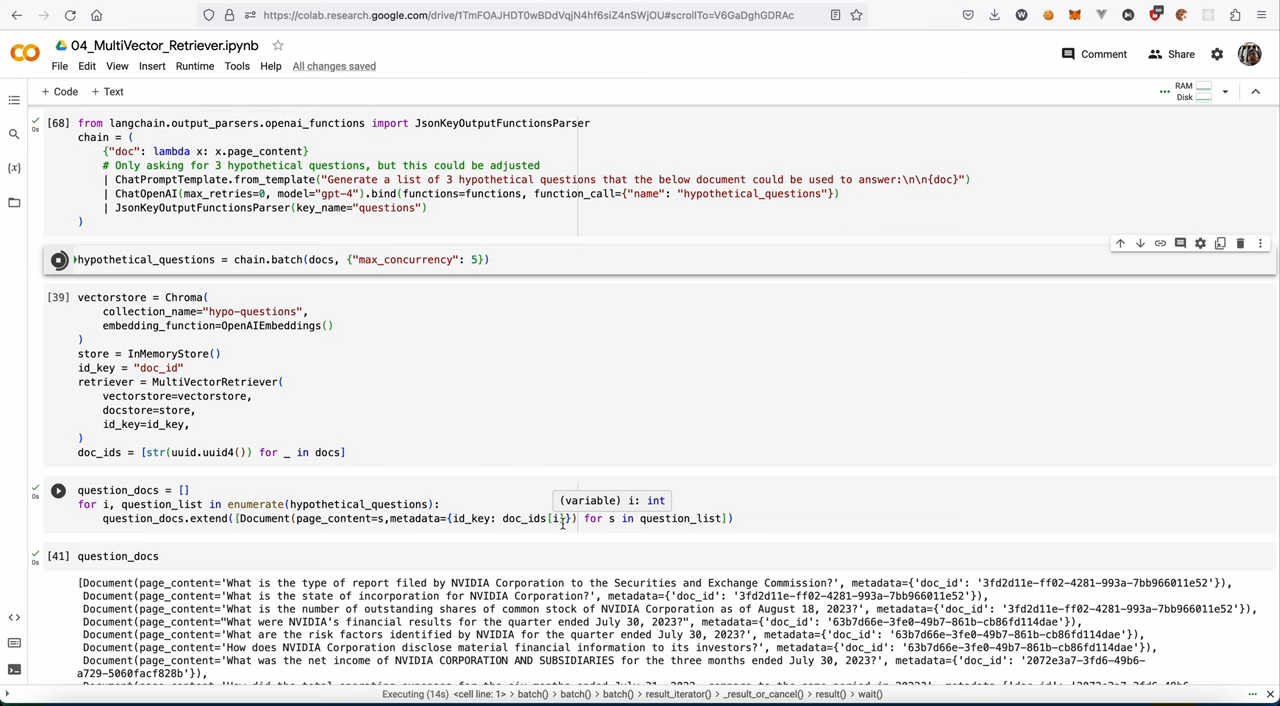 https://colab.research.google.com/drive/1TmFOAJHDT0wBDdVqjN4hf6siZ4nSWjOU#scrollTo=V6GaDghGDRAc
04_MultiVector_Retriever.ipynb
File Edit View Insert Runtime Tools Help All changes saved
Comment Share
+ Code + Text
RAM
Disk
[68] from langchain.output_parsers.openai_functions import JsonKeyOutputFunctionsParser
0s
chain = (
{"doc": lambda x: x.page_content}
# Only asking for 3 hypothetical questions, but this could be adjusted
| ChatPromptTemplate.from_template("Generate a list of 3 hypothetical questions that the below document could be used to answer:\n\n{doc}")
| ChatOpenAI(max_retries=0, model="gpt-4").bind(functions=functions, function_call={"name": "hypothetical_questions"})
| JsonKeyOutputFunctionsParser(key_name="questions")
)
hypothetical_questions = chain.batch(docs, {"max_concurrency": 5})
[39] vectorstore = Chroma(
collection_name="hypo-questions",
embedding_function=OpenAIEmbeddings()
)
store = InMemoryStore()
id_key = "doc_id"
retriever = MultiVectorRetriever(
vectorstore=vectorstore,
docstore=store,
id_key=id_key,
)
doc_ids = [str(uuid.uuid4()) for _ in docs]
question_docs = []
0s
(variable) i: int
for i, question_list in enumerate(hypothetical_questions):
question_docs.extend([Document(page_content=s,metadata={id_key: doc_ids[i]}) for s in question_list])
[41] question_docs
0s
[Document(page_content='What is the type of report filed by NVIDIA Corporation to the Securities and Exchange Commission?', metadata={'doc_id': '3fd2d11e-ff02-4281-993a-7bb966011e52'}),
Document(page_content='What is the state of incorporation for NVIDIA Corporation?', metadata={'doc_id': '3fd2d11e-ff02-4281-993a-7bb966011e52'}),
Document(page_content='What is the number of outstanding shares of common stock of NVIDIA Corporation as of August 18, 2023?', metadata={'doc_id': '3fd2d11e-ff02-4281-993a-7bb966011e52'}),
Document(page_content="What were NVIDIA's financial results for the quarter ended July 30, 2023?", metadata={'doc_id': '63b7d66e-3fe0-49b7-861b-cb86fd114dae'}),
Document(page_content='What are the risk factors identified by NVIDIA for the quarter ended July 30, 2023?', metadata={'doc_id': '63b7d66e-3fe0-49b7-861b-cb86fd114dae'}),
Document(page_content='How does NVIDIA Corporation disclose material financial information to its investors?', metadata={'doc_id': '63b7d66e-3fe0-49b7-861b-cb86fd114dae'}),
Document(page_content='What was the net income of NVIDIA CORPORATION AND SUBSIDIARIES for the three months ended July 30, 2023?', metadata={'doc_id': '2072e3a7-3fd6-49b6-
a729-5060facf828b'}),
Executing (14s) <cell line: 1> batch() batch() batch() result_iterator() _result_or_cancel() result() wait()